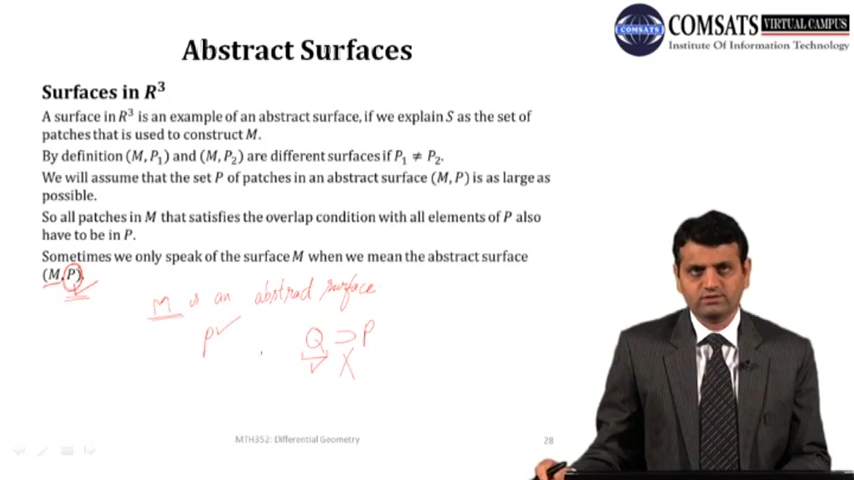 Abstract Surfaces
COMSATS VIRTUAL CAMPUS
COMSATS
Institute Of Information Technology
Surfaces in R³
A surface in R³ is an example of an abstract surface, if we explain S as the set of
patches that is used to construct M.
By definition (M, P₁) and (M, P₂) are different surfaces if P₁ ≠ P₂.
We will assume that the set P of patches in an abstract surface (M, P) is as large as
possible.
So all patches in M that satisfies the overlap condition with all elements of P also
have to be in P.
Sometimes we only speak of the surface M when we mean the abstract surface
(M, P).
M is an abstract surface.
P ✓ Q ⊃ P
✓ X
MTH352: Differential Geometry
28